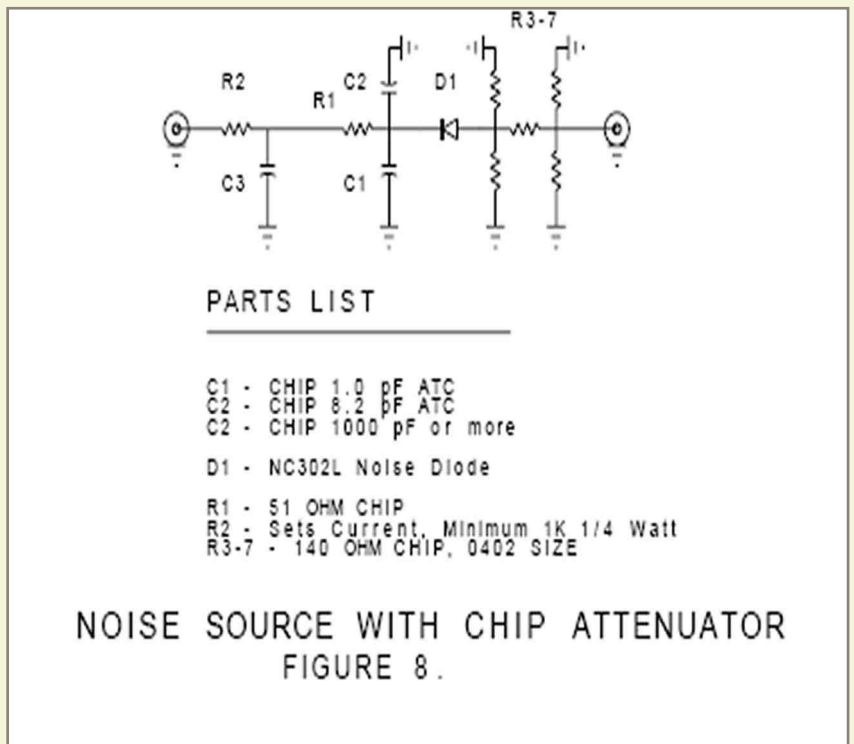 R3-7
R2
C2
D1
R1
C3
C1
PARTS LIST
C1 - CHIP 1.0 pF ATC
C2 - CHIP 8.2 pF ATC
C2 - CHIP 1000 pF or more
D1 - NC302L Noise Diode
R1 - 51 OHM CHIP
R2 - Sets Current, Minimum 1K 1/4 Watt
R3-7 - 140 OHM CHIP, 0402 SIZE
NOISE SOURCE WITH CHIP ATTENUATOR
FIGURE 8.